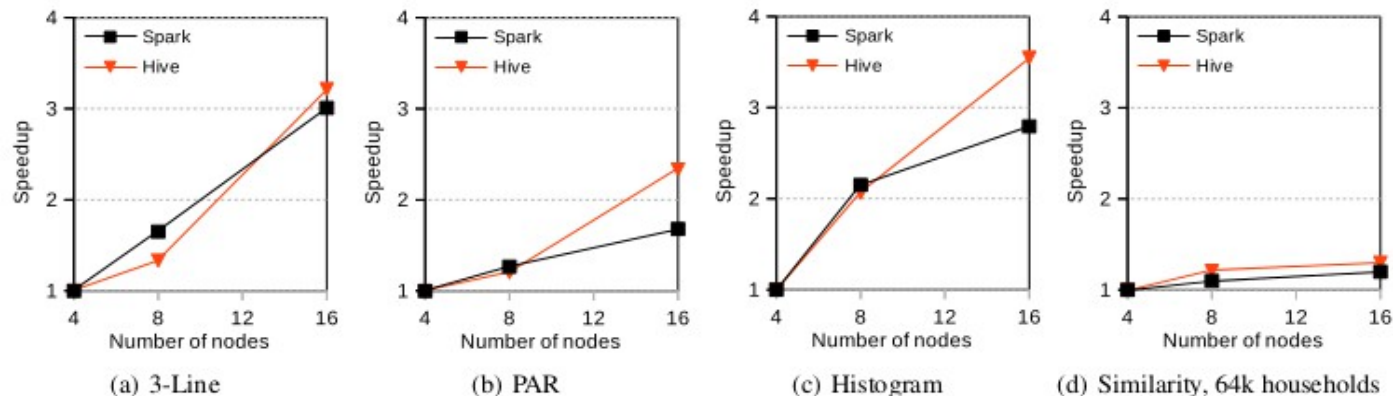 4
3
2
1
Speedup
Spark
Hive
4 8 12 16
Number of nodes
(a) 3-Line
4
3
2
1
Speedup
Spark
Hive
4 8 12 16
Number of nodes
(b) PAR
4
3
2
1
Speedup
Spark
Hive
4 8 12 16
Number of nodes
(c) Histogram
4
3
2
1
Speedup
Spark
Hive
4 8 12 16
Number of nodes
(d) Similarity, 64k households